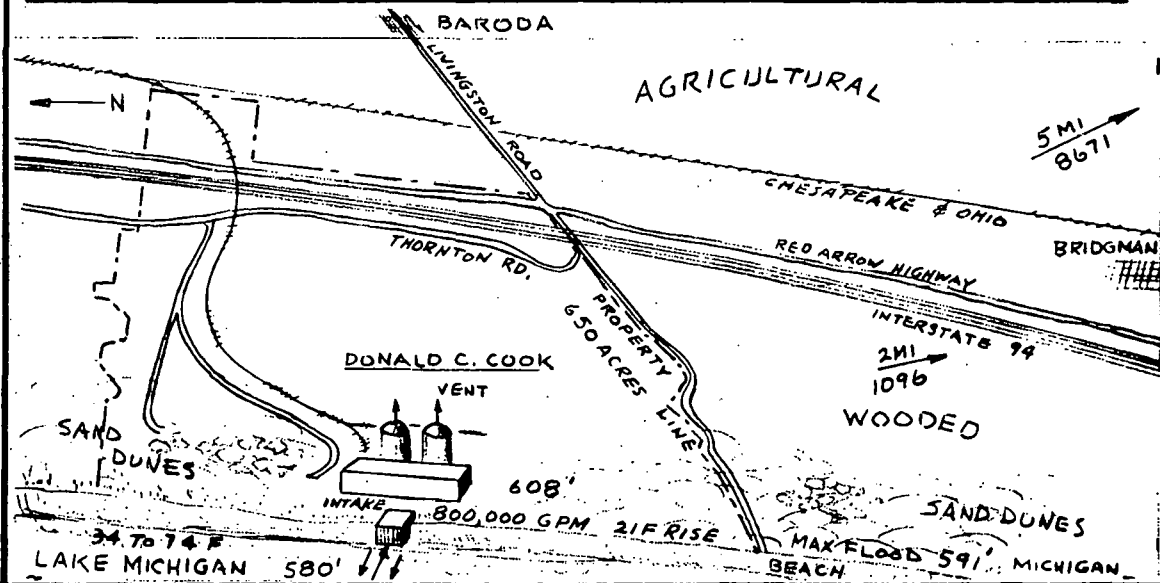 BARODA
LIVINGSTON ROAD
AGRICULTURAL
N
5 MI
8671
CHESAPEAKE & OHIO
BRIDGMAN
RED ARROW HIGHWAY
THORNTON RD.
INTERSTATE 94
PROPERTY LINE
650 ACRES
2MI
1096
DONALD C. COOK
VENT
WOODED
SAND
DUNES
608'
INTAKE
800,000 GPM 21F RISE
SAND DUNES
34 TO 74 F
MAX FLOOD 591' MICHIGAN
LAKE MICHIGAN 580'
BEACH